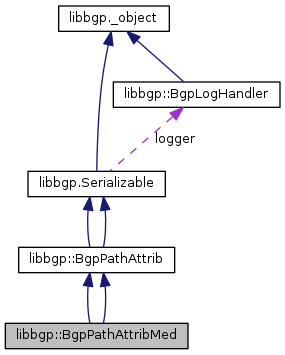 libbgp._object
libbgp::BgpLogHandler
logger
libbgp.Serializable
libbgp::BgpPathAttrib
libbgp::BgpPathAttribMed